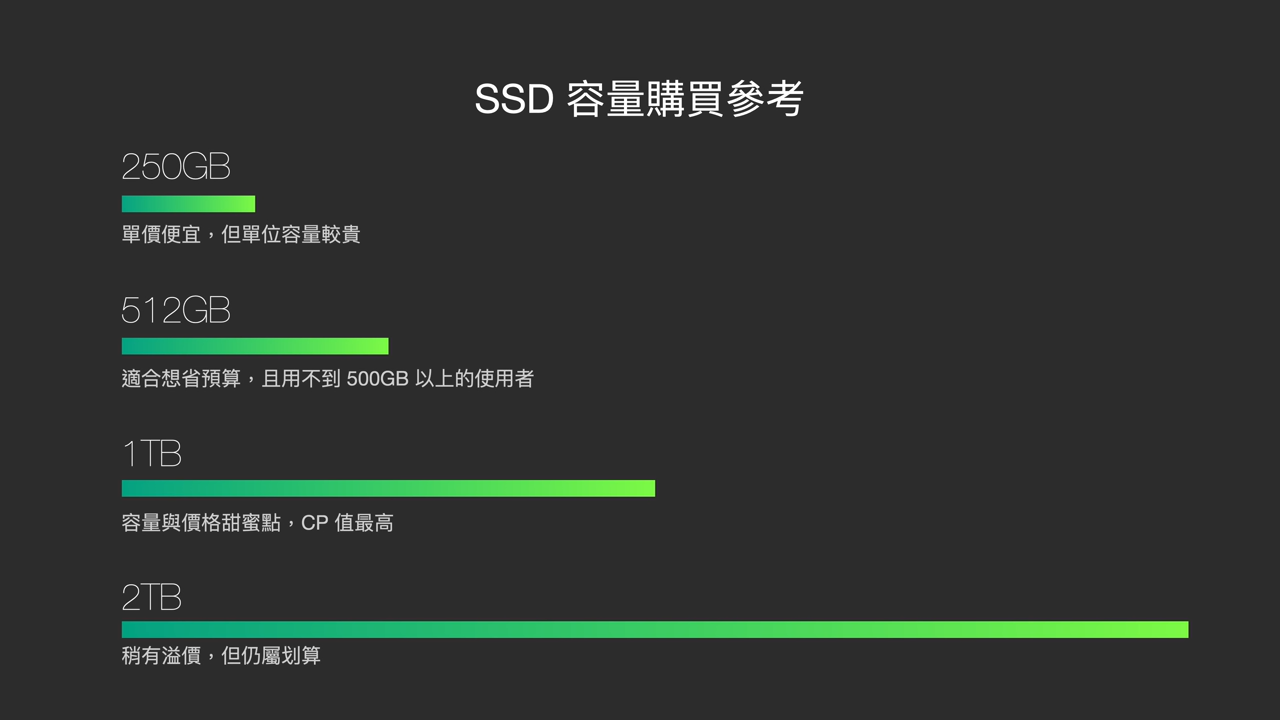 SSD 容量購買參考
250GB
單價便宜，但單位容量較貴
512GB
適合想省預算，且用不到 500GB 以上的使用者
1TB
容量與價格甜蜜點，CP 值最高
2TB
稍有溢價，但仍屬划算